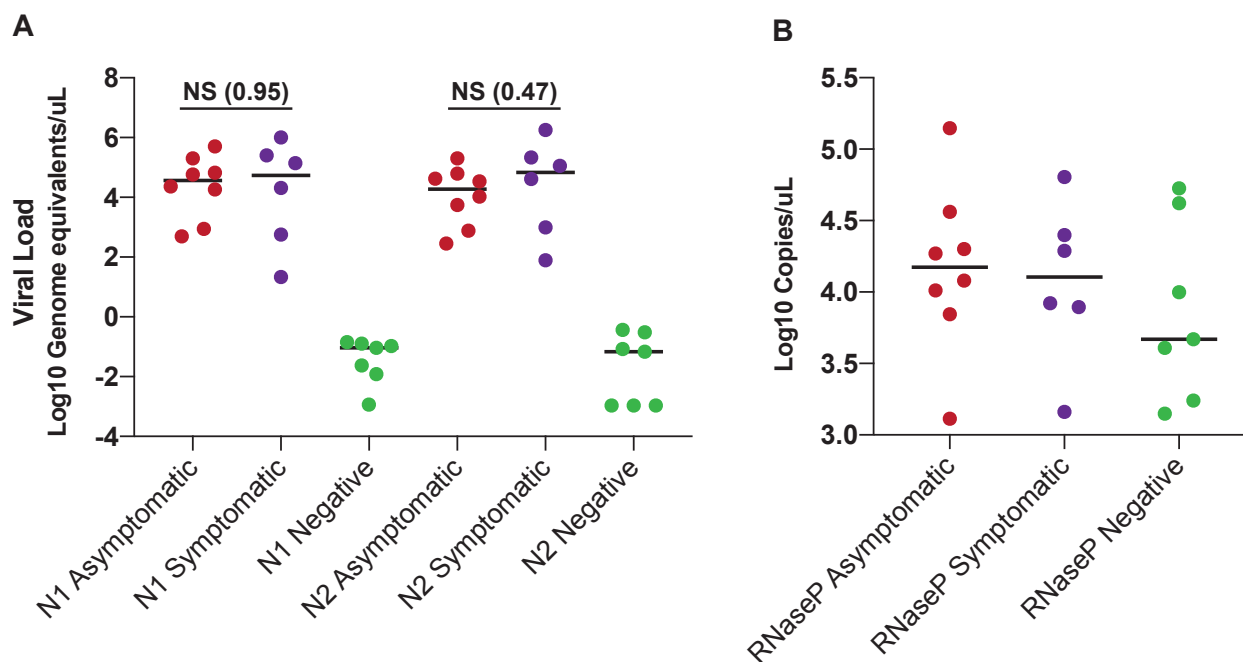 A
Viral Load
Log10 Genome equivalents/uL
8
6
4
2
0
-2
-4
NS (0.95)
NS (0.47)
N1 Asymptomatic
N1 Symptomatic
N1 Negative
N2 Asymptomatic
N2 Symptomatic
N2 Negative
B
Log10 Copies/uL
5.5
5.0
4.5
4.0
3.5
3.0
RNaseP Asymptomatic
RNaseP Symptomatic
RNaseP Negative